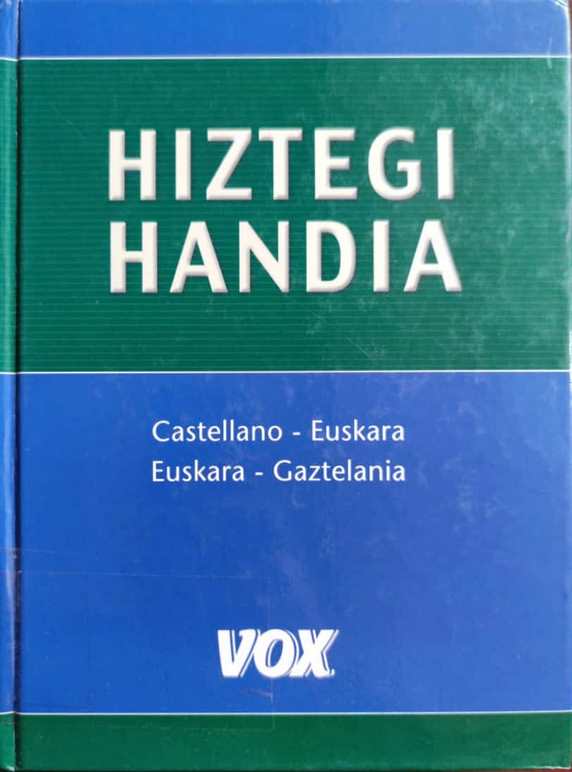 HIZTEGI
HANDIA
Castellano - Euskara
Euskara - Gaztelania
VOX